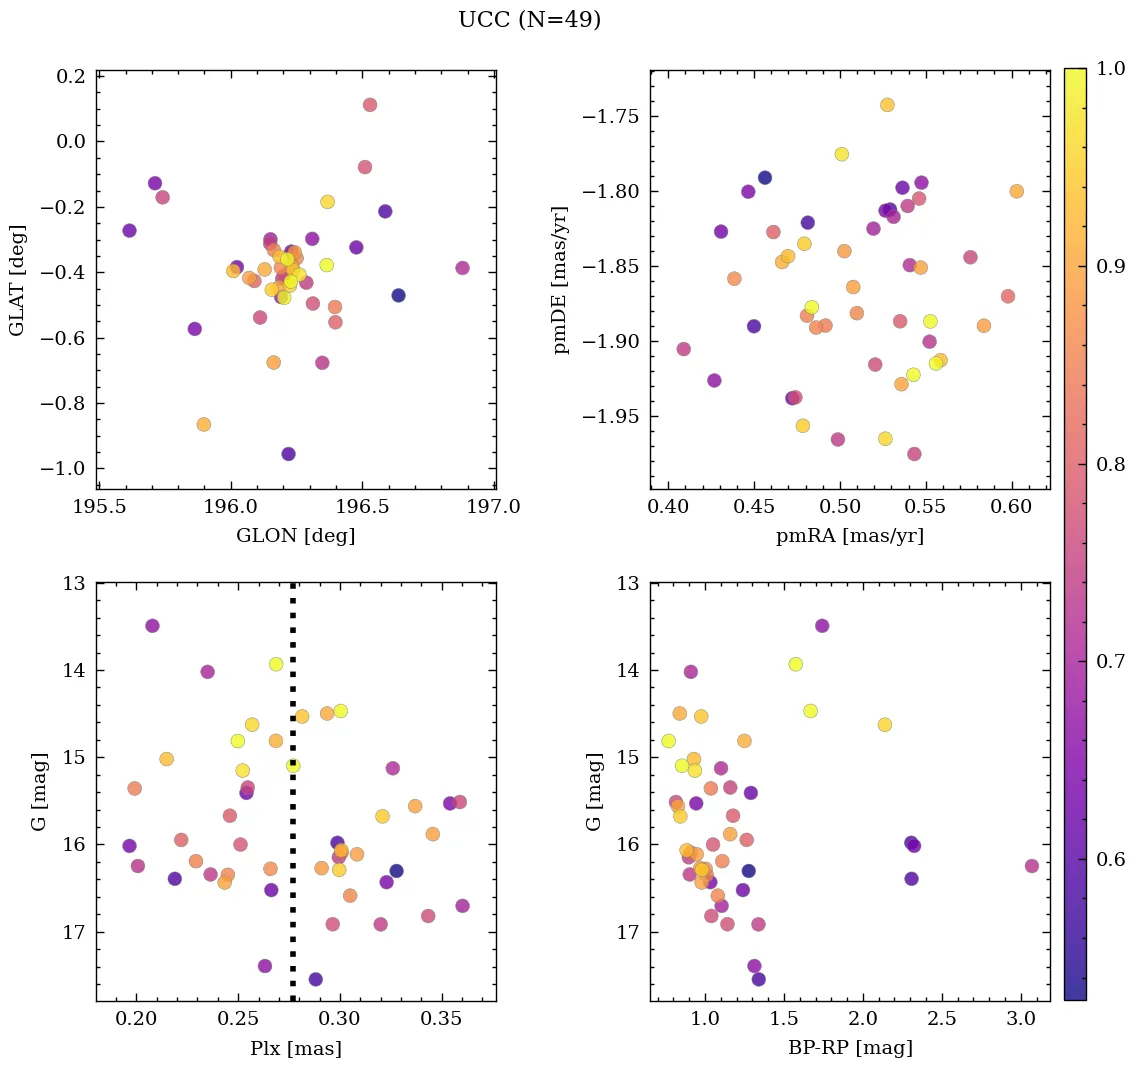 UCC (N=49)
0.2
0.0
−0.2
−0.4
−0.6
−0.8
−1.0
GLAT [deg]
195.5 196.0 196.5 197.0
GLON [deg]
−1.75
−1.80
−1.85
−1.90
−1.95
pmDE [mas/yr]
0.40 0.45 0.50 0.55 0.60
pmRA [mas/yr]
1.0
0.9
0.8
0.7
0.6
13
14
15
16
17
G [mag]
0.20 0.25 0.30 0.35
Plx [mas]
13
14
15
16
17
G [mag]
1.0 1.5 2.0 2.5 3.0
BP-RP [mag]